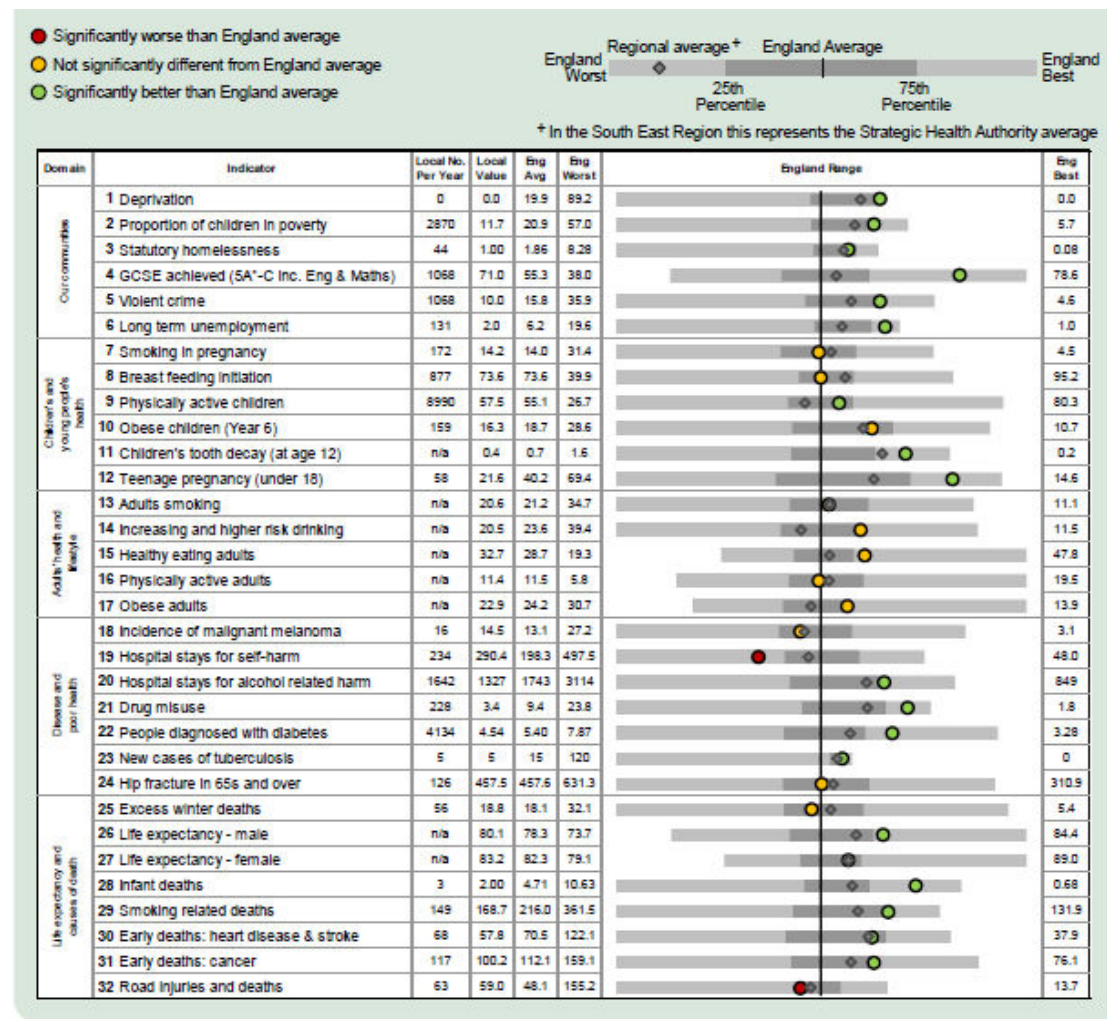 Significantly worse than England average
Not significantly different from England average
Significantly better than England average
Regional average+ England Average
England Worst
England Best
25th Percentile
75th Percentile
+ In the South East Region this represents the Strategic Health Authority average
Domain Indicator Local No. Per Year Local Value Eng Avg Eng Worst England Range Eng Best
Our communities
1 Deprivation 0 0.0 19.9 89.2 0.0
2 Proportion of children in poverty 2870 11.7 20.9 57.0 5.7
3 Statutory homelessness 44 1.00 1.86 8.28 0.08
4 GCSE achieved (5A*-C inc. Eng & Maths) 1068 71.0 55.3 38.0 78.6
5 Violent crime 1068 10.0 15.8 35.9 4.6
6 Long term unemployment 131 2.0 6.2 19.6 1.0
Children's and young people's health
7 Smoking in pregnancy 172 14.2 14.0 31.4 4.5
8 Breast feeding initiation 877 73.6 73.6 39.9 95.2
9 Physically active children 8990 57.5 55.1 26.7 80.3
10 Obese children (Year 6) 159 16.3 18.7 28.6 10.7
11 Children's tooth decay (at age 12) n/a 0.4 0.7 1.6 0.2
12 Teenage pregnancy (under 18) 58 21.6 40.2 69.4 14.6
Adults' health and lifestyle
13 Adults smoking n/a 20.6 21.2 34.7 11.1
14 Increasing and higher risk drinking n/a 20.5 23.6 39.4 11.5
15 Healthy eating adults n/a 32.7 28.7 19.3 47.8
16 Physically active adults n/a 11.4 11.5 5.8 19.5
17 Obese adults n/a 22.9 24.2 30.7 13.9
Disease and poor health
18 Incidence of malignant melanoma 16 14.5 13.1 27.2 3.1
19 Hospital stays for self-harm 234 290.4 198.3 497.5 48.0
20 Hospital stays for alcohol related harm 1642 1327 1743 3114 849
21 Drug misuse 228 3.4 9.4 23.8 1.8
22 People diagnosed with diabetes 4134 4.54 5.40 7.87 3.28
23 New cases of tuberculosis 5 5 15 120 0
24 Hip fracture in 65s and over 126 457.5 457.6 631.3 310.9
Life expectancy and causes of death
25 Excess winter deaths 56 18.8 18.1 32.1 5.4
26 Life expectancy - male n/a 80.1 78.3 73.7 84.4
27 Life expectancy - female n/a 83.2 82.3 79.1 89.0
28 Infant deaths 3 2.00 4.71 10.63 0.68
29 Smoking related deaths 149 168.7 216.0 361.5 131.9
30 Early deaths: heart disease & stroke 68 57.8 70.5 122.1 37.9
31 Early deaths: cancer 117 100.2 112.1 159.1 76.1
32 Road injuries and deaths 63 59.0 48.1 155.2 13.7